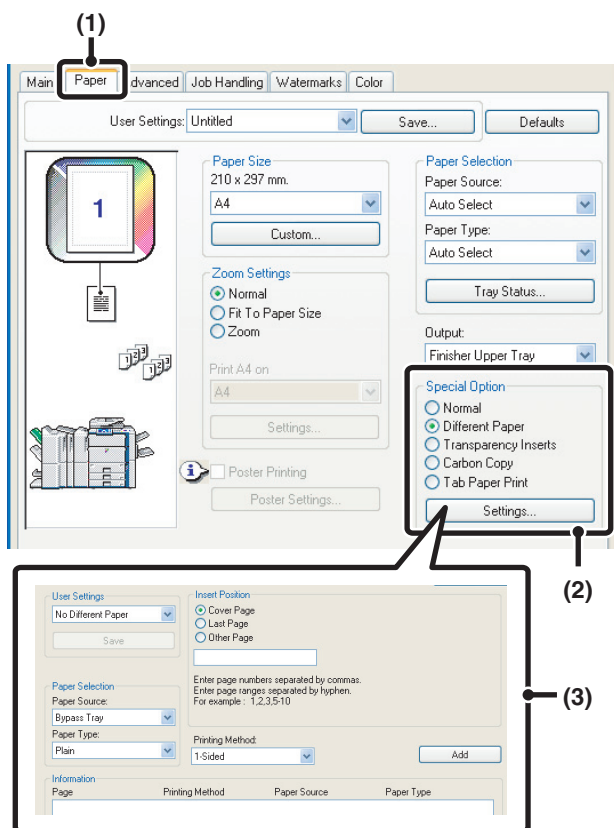 (1)
Main Paper dvanced Job Handling Watermarks Color
User Settings: Untitled Save... Defaults
1
1 2 3
1 2 3
Paper Size
210 x 297 mm.
A4
Custom...
Zoom Settings
Normal
Fit To Paper Size
Zoom
Print A4 on
A4
Settings...
Poster Printing
Poster Settings...
Paper Selection
Paper Source:
Auto Select
Paper Type:
Auto Select
Tray Status...
Output:
Finisher Upper Tray
Special Option
Normal
Different Paper
Transparency Inserts
Carbon Copy
Tab Paper Print
Settings...
(2)
User Settings
No Different Paper
Save
Paper Selection
Paper Source:
Bypass Tray
Paper Type:
Plain
Insert Position
Cover Page
Last Page
Other Page
Enter page numbers separated by commas.
Enter page ranges separated by hyphen.
For example : 1,2,3,5-10
Printing Method:
1-Sided
Add
(3)
Information
Page Printing Method Paper Source Paper Type